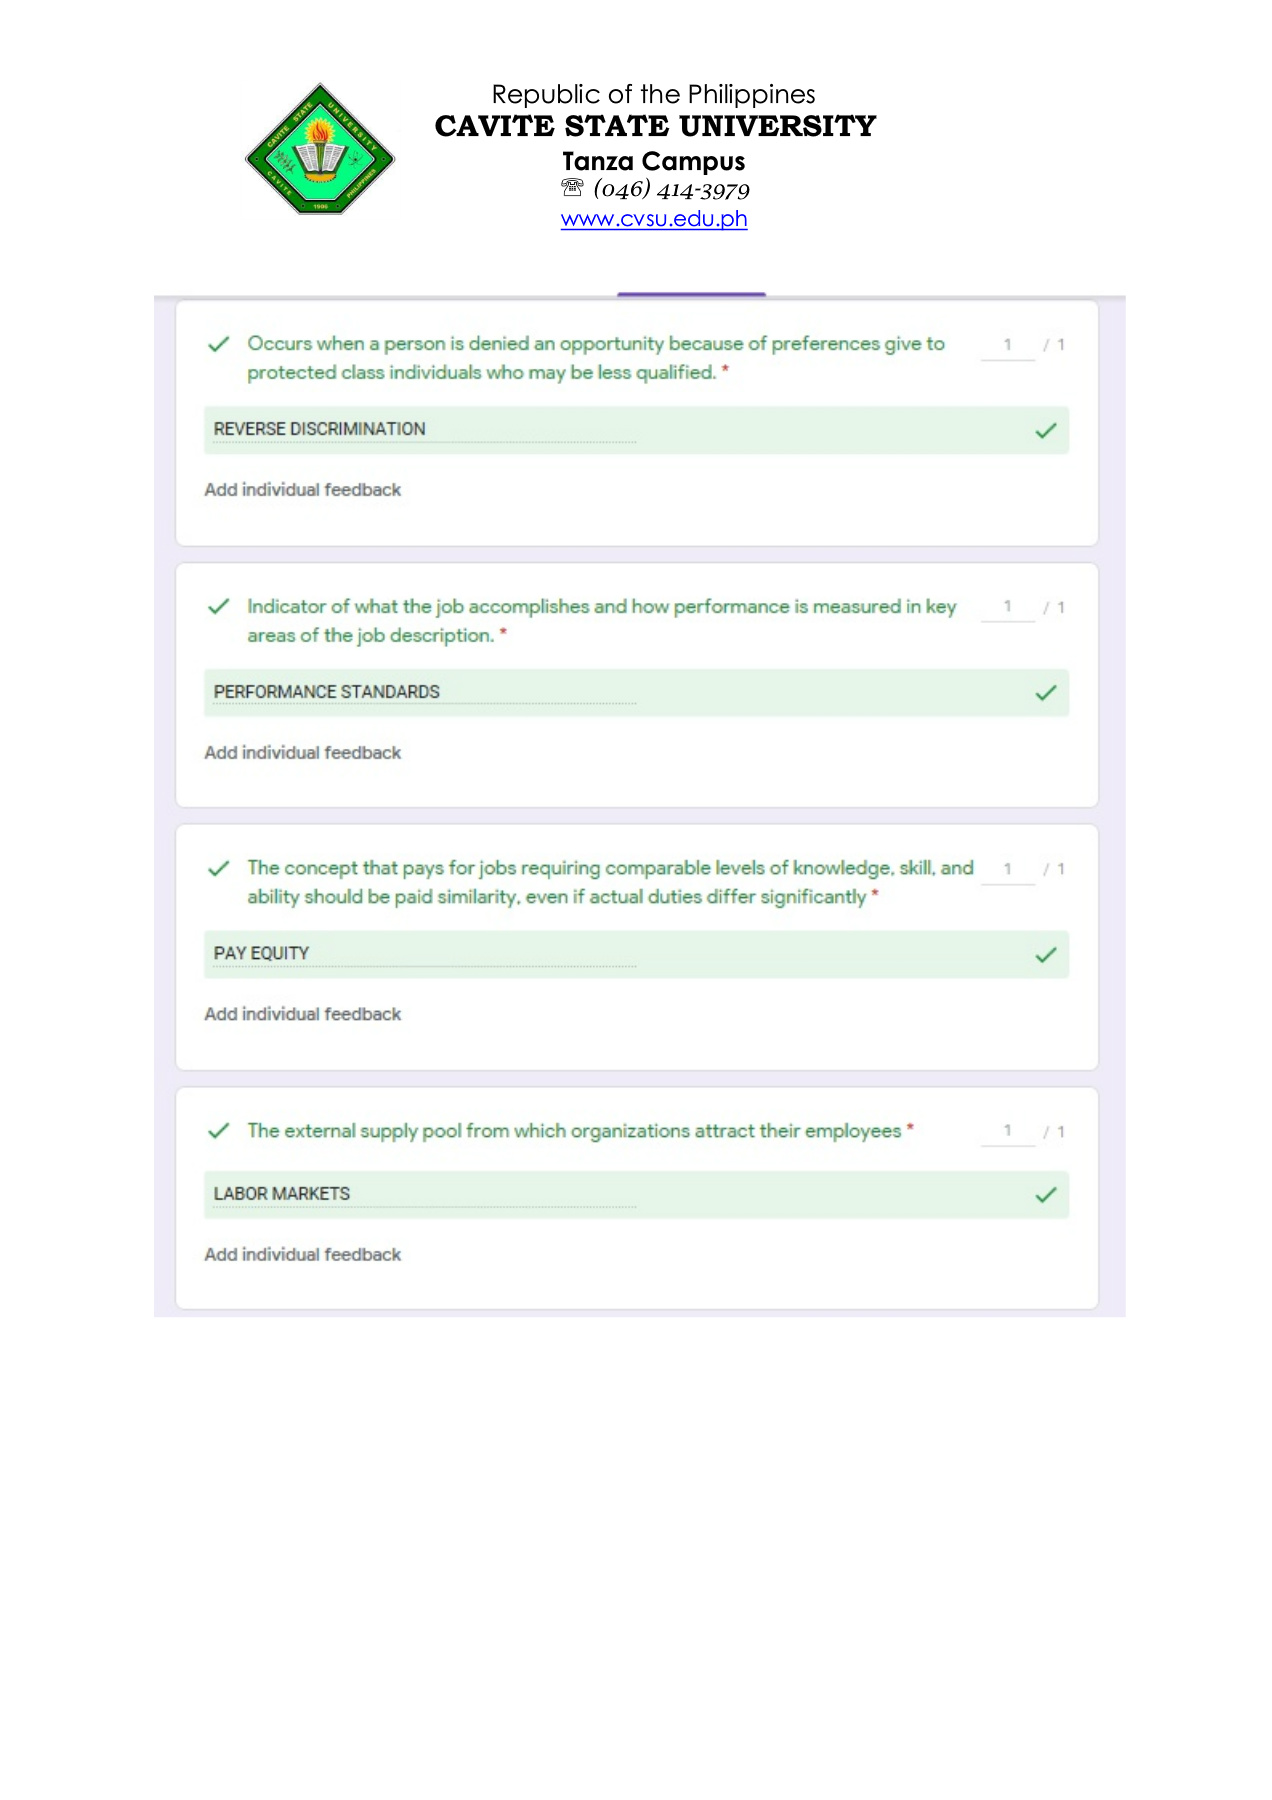 Republic of the Philippines
CAVITE STATE UNIVERSITY
Tanza Campus
☏ (046) 414-3979
www.cvsu.edu.ph
CAVITE STATE UNIVERSITY
CAVITE PHILIPPINES
1906
Occurs when a person is denied an opportunity because of preferences give to
protected class individuals who may be less qualified. *
1 / 1
REVERSE DISCRIMINATION
Add individual feedback
Indicator of what the job accomplishes and how performance is measured in key
areas of the job description. *
1 / 1
PERFORMANCE STANDARDS
Add individual feedback
The concept that pays for jobs requiring comparable levels of knowledge, skill, and
ability should be paid similarity, even if actual duties differ significantly *
1 / 1
PAY EQUITY
Add individual feedback
The external supply pool from which organizations attract their employees *
1 / 1
LABOR MARKETS
Add individual feedback